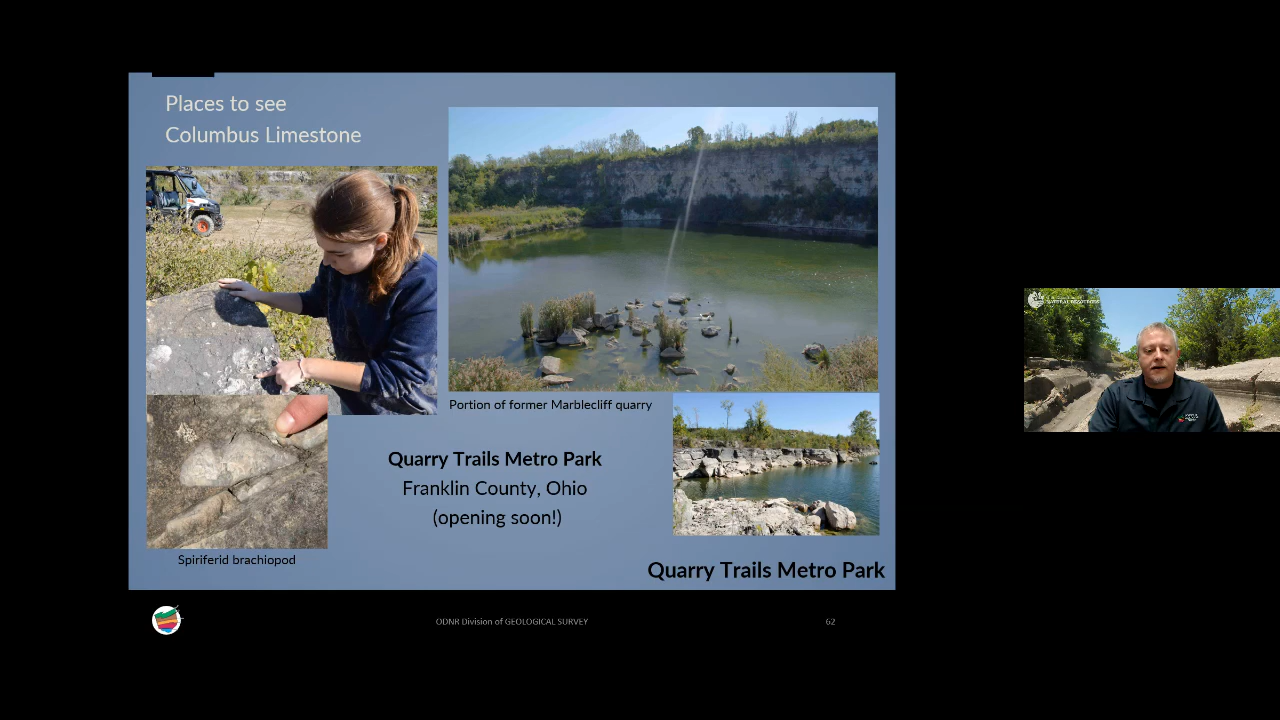 Places to see
Columbus Limestone
Portion of former Marblecliff quarry
Quarry Trails Metro Park
Franklin County, Ohio
(opening soon!)
Spiriferid brachiopod
Quarry Trails Metro Park
ODNR Division of GEOLOGICAL SURVEY
62